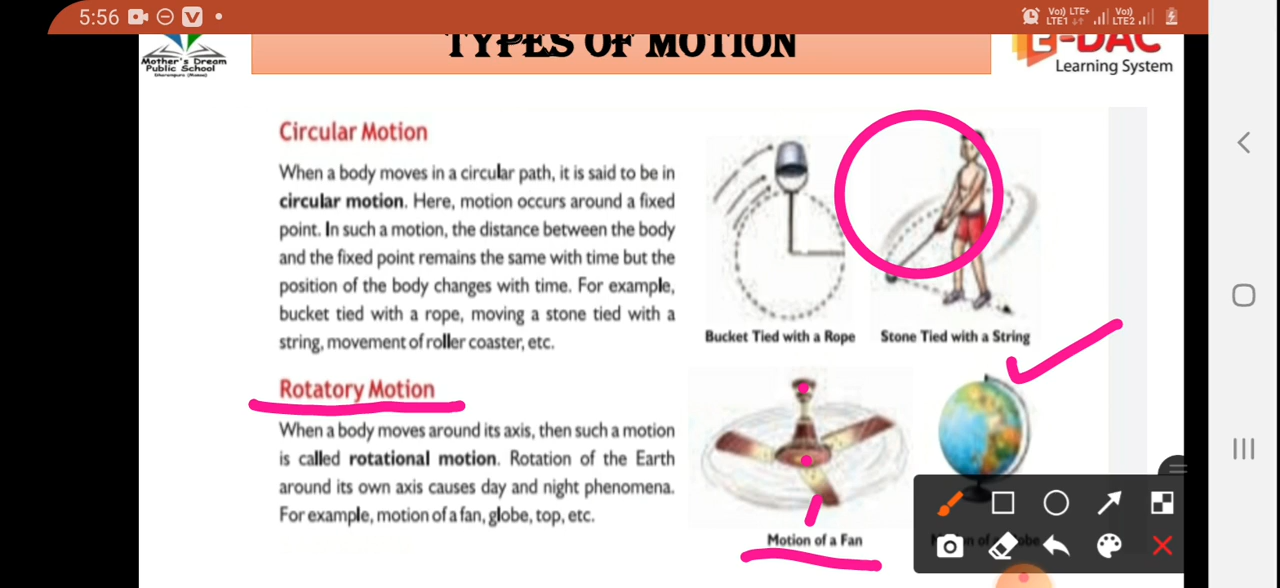 5:56
Vo) LTE+
LTE1
Vo)
LTE2
Mother's Dream
Public School
TYPES OF MOTION
E-DAC
Learning System
Circular Motion
When a body moves in a circular path, it is said to be in
circular motion. Here, motion occurs around a fixed
point. In such a motion, the distance between the body
and the fixed point remains the same with time but the
position of the body changes with time. For example,
bucket tied with a rope, moving a stone tied with a
string, movement of roller coaster, etc.
Bucket Tied with a Rope
Stone Tied with a String
Rotatory Motion
When a body moves around its axis, then such a motion
is called rotational motion. Rotation of the Earth
around its own axis causes day and night phenomena.
For example, motion of a fan, globe, top, etc.
Motion of a Fan